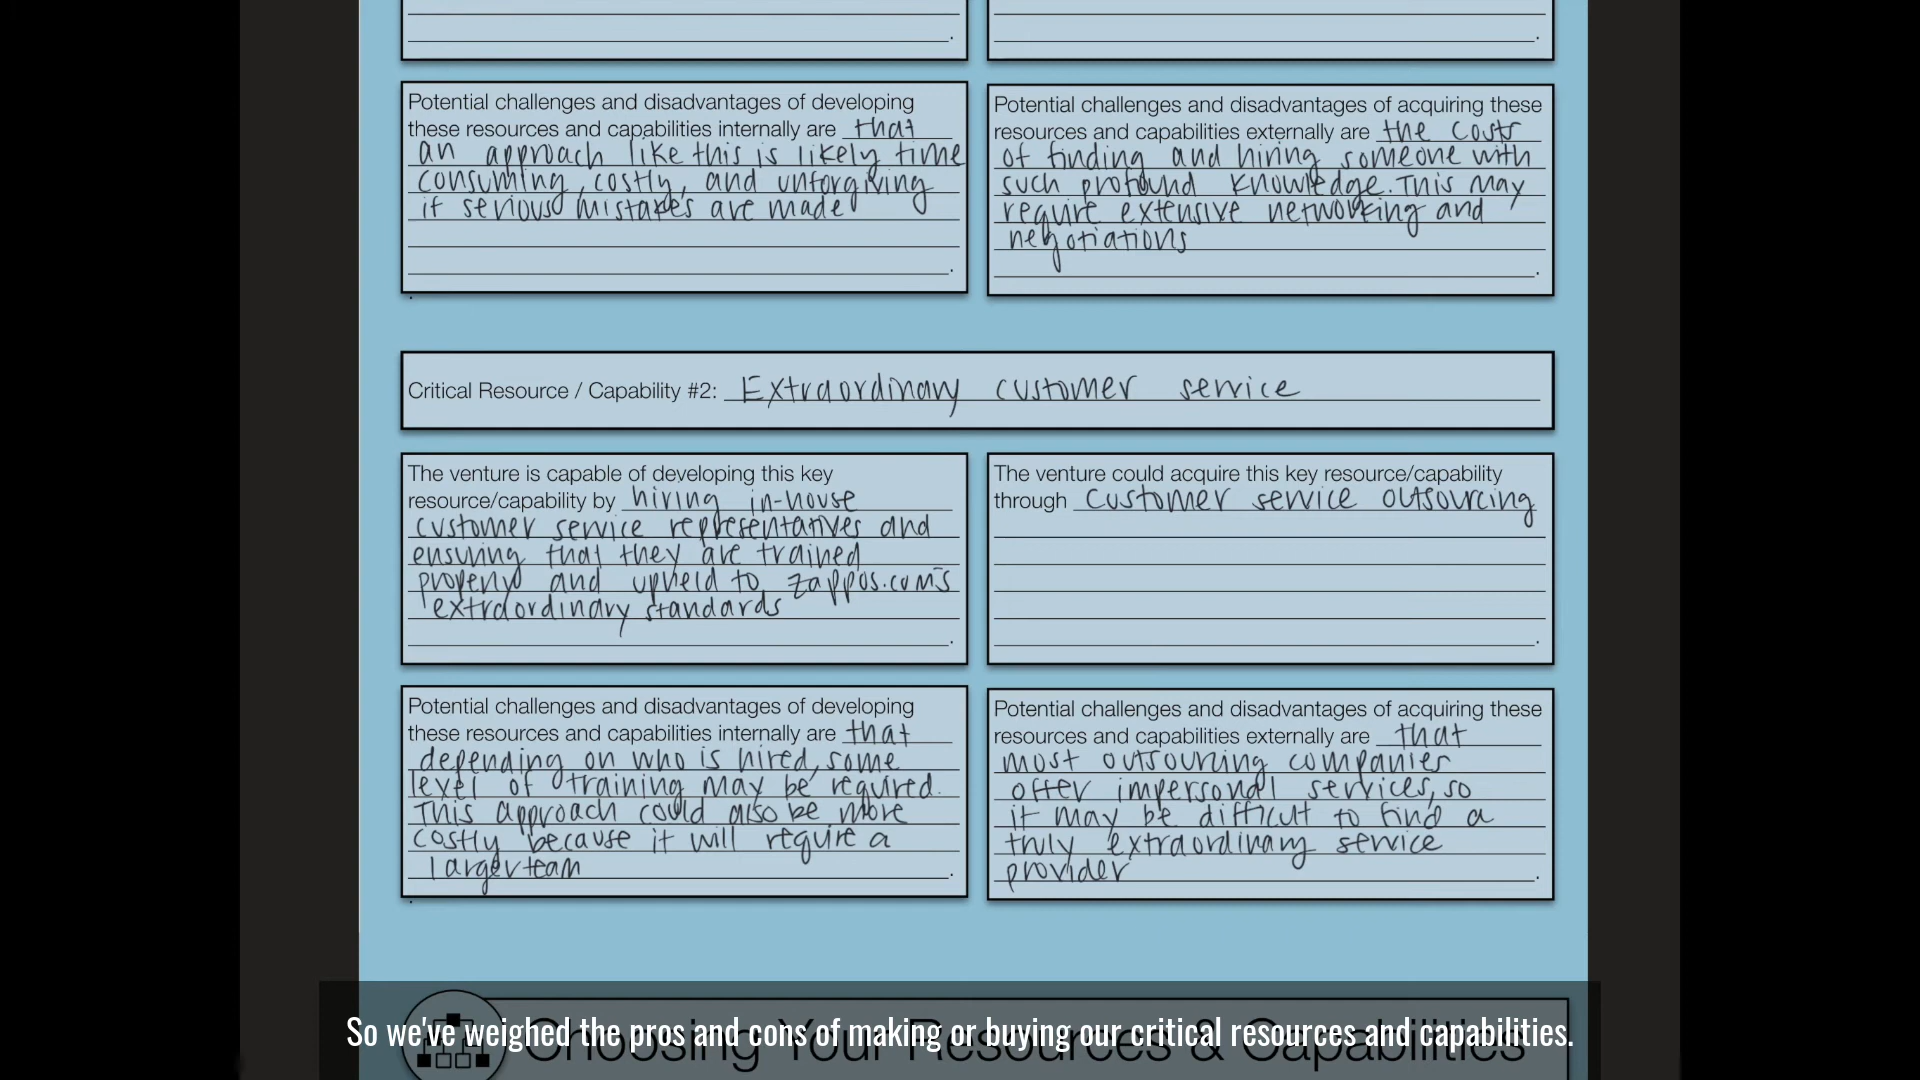 Potential challenges and disadvantages of developing
these resources and capabilities internally are that
an approach like this is likely time
consuming, costly, and unforgiving
if serious mistakes are made
.
Potential challenges and disadvantages of acquiring these
resources and capabilities externally are the costs
of finding and hiring someone with
such profound knowledge. This may
require extensive networking and
negotiations
.
Critical Resource / Capability #2: Extraordinary customer service
The venture is capable of developing this key
resource/capability by hiring in-house
customer service representatives and
ensuring that they are trained
properly and upheld to zappos.com's
extraordinary standards
.
The venture could acquire this key resource/capability
through customer service outsourcing
.
Potential challenges and disadvantages of developing
these resources and capabilities internally are that
depending on who is hired, some
level of training may be required.
This approach could also be more
costly because it will require a
larger team.
Potential challenges and disadvantages of acquiring these
resources and capabilities externally are that
most outsourcing companies
offer impersonal services, so
it may be difficult to find a
truly extraordinary service
provider.
Choosing Your Resources & Capabilities
So we've weighed the pros and cons of making or buying our critical resources and capabilities.